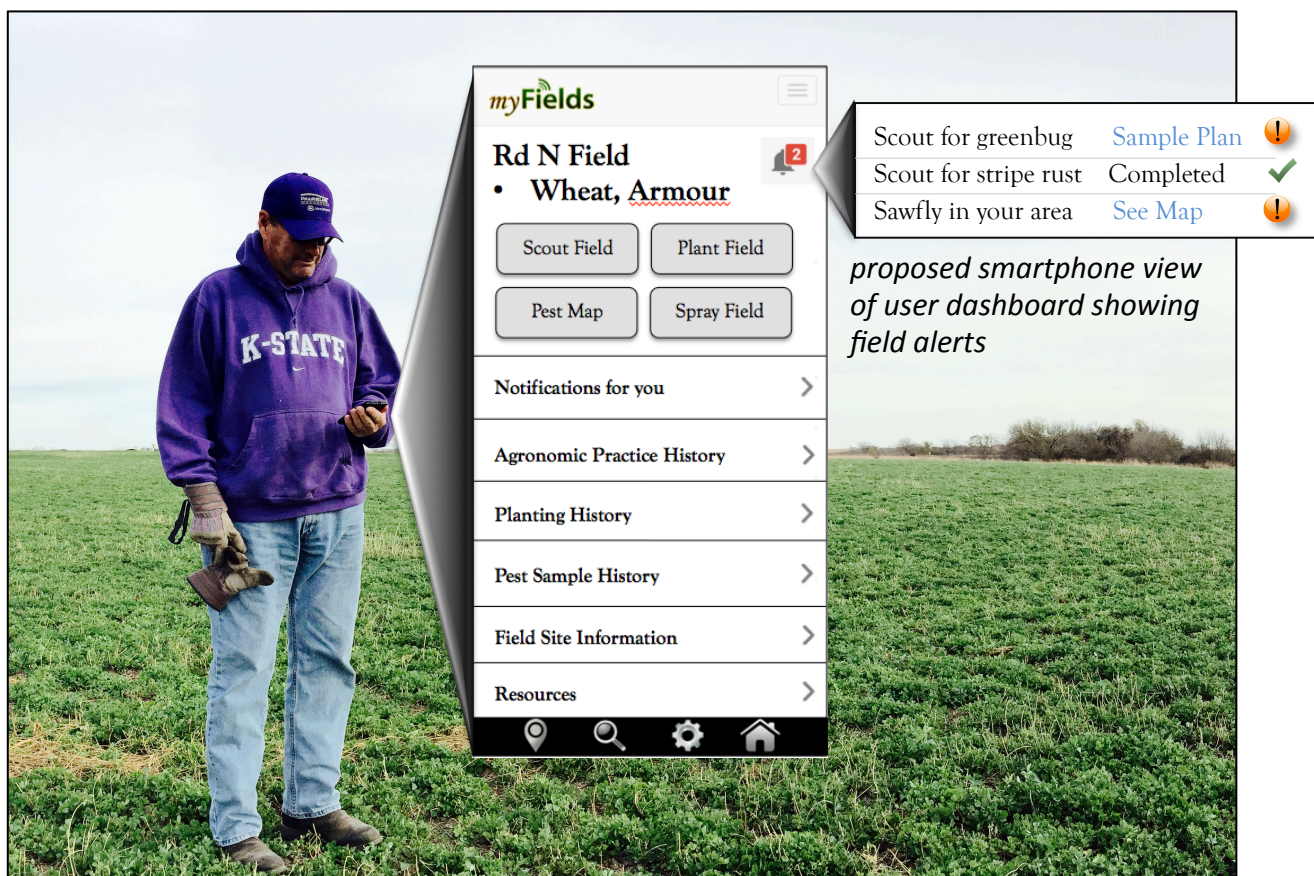 myFields
Rd N Field
2
• Wheat, Armour
Scout Field
Plant Field
Pest Map
Spray Field
Notifications for you
Agronomic Practice History
Planting History
Pest Sample History
Field Site Information
Resources
Scout for greenbug Sample Plan !
Scout for stripe rust Completed
Sawfly in your area See Map !
proposed smartphone view
of user dashboard showing
field alerts
K-STATE